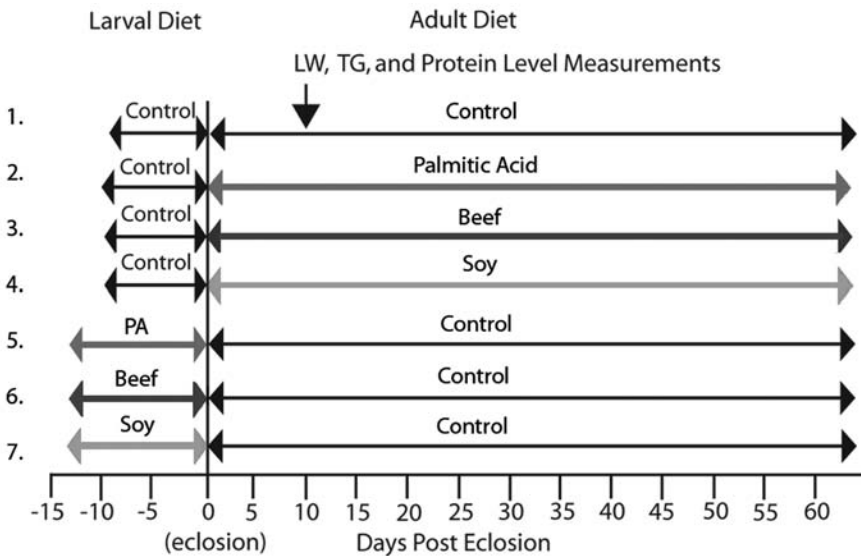 Larval Diet Adult Diet
LW, TG, and Protein Level Measurements
1. Control Control
2. Control Palmitic Acid
3. Control Beef
4. Control Soy
5. PA Control
6. Beef Control
7. Soy Control
-15 -10 -5 0 5 10 15 20 25 30 35 40 45 50 55 60
(eclosion) Days Post Eclosion